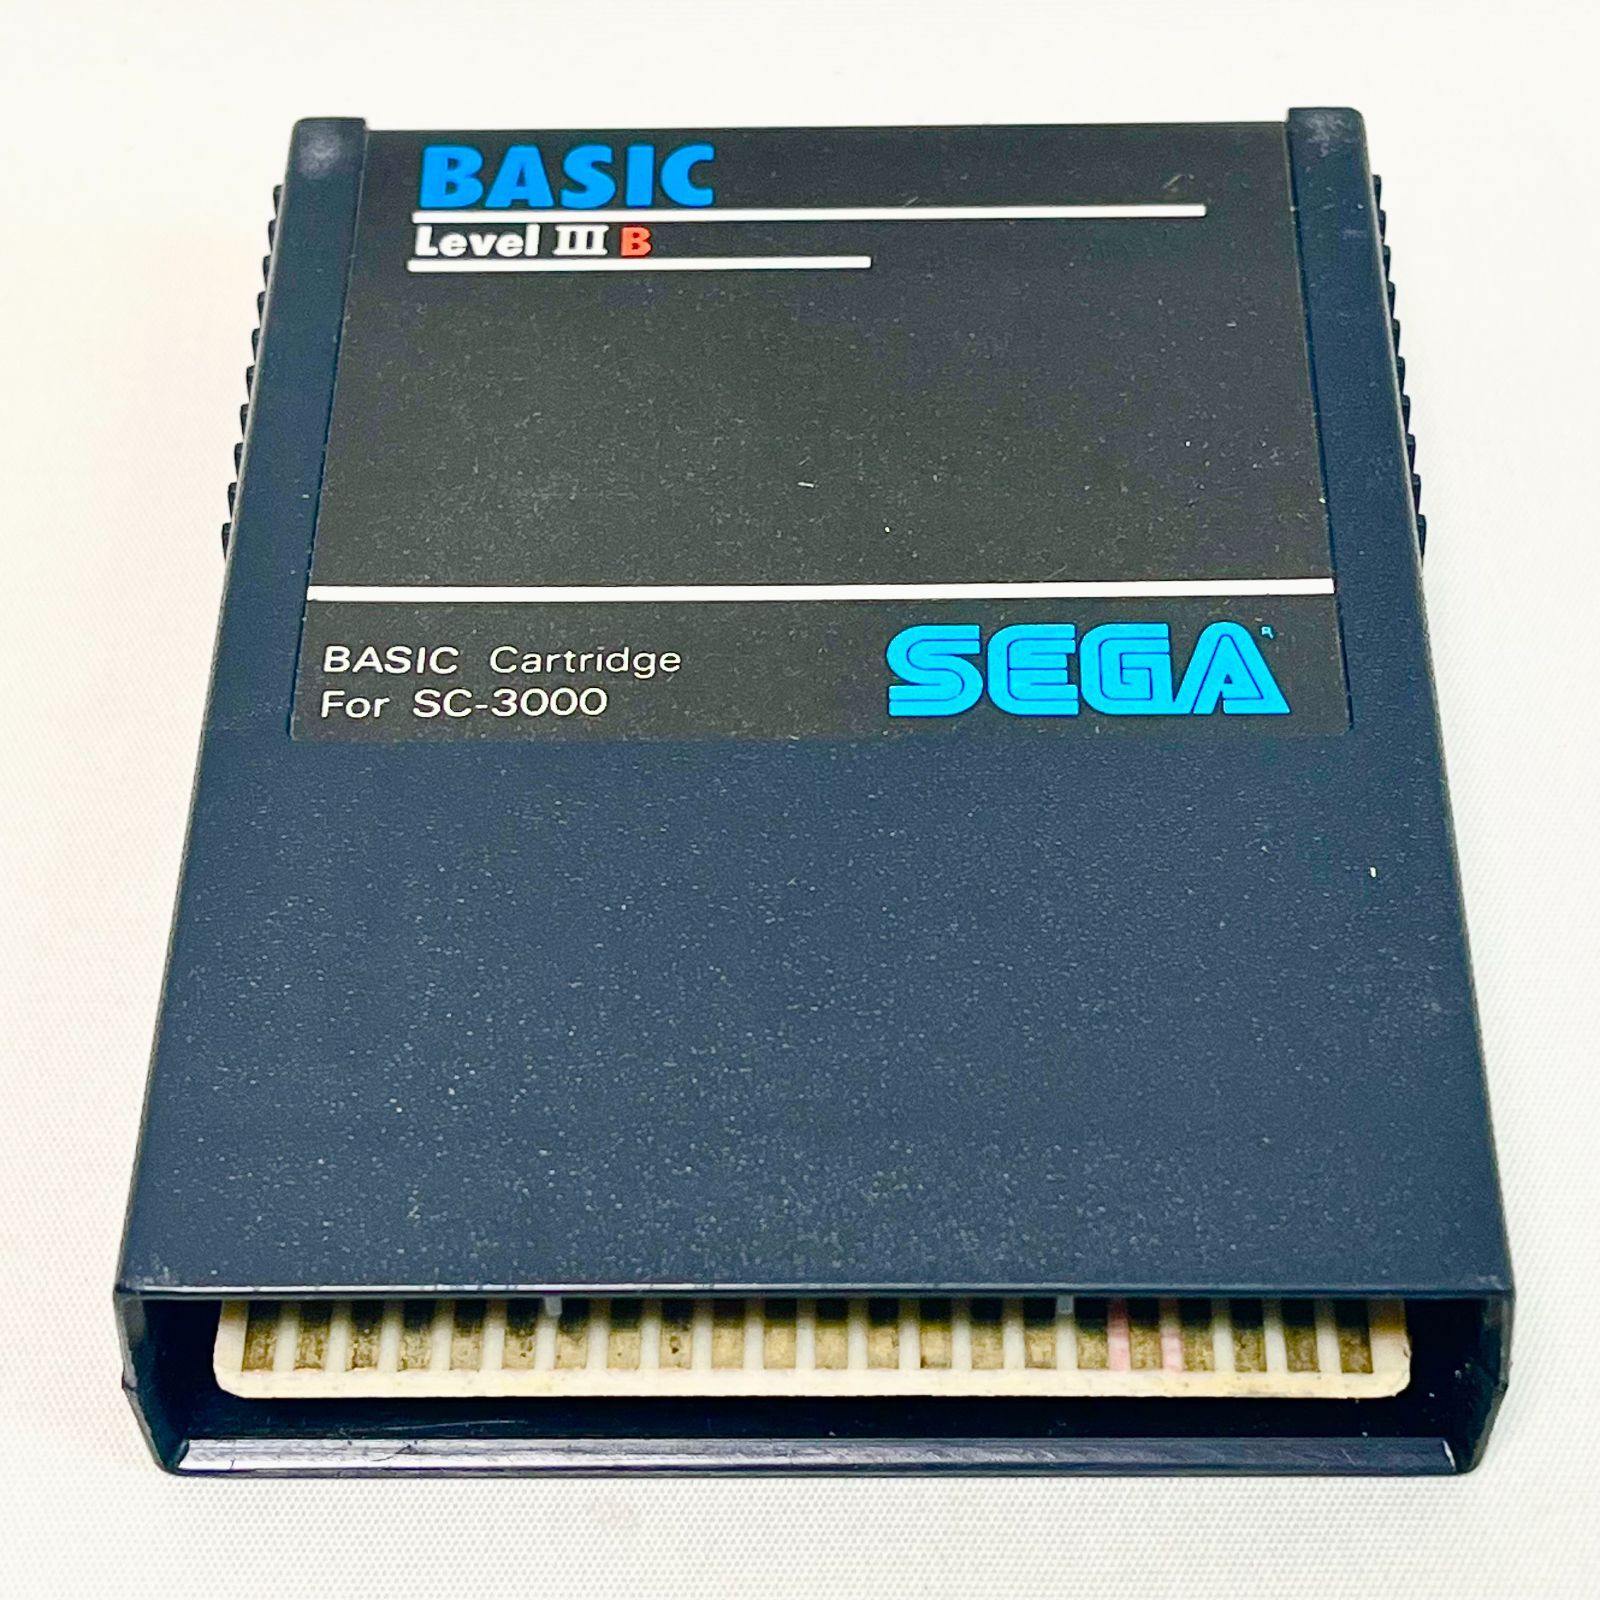 BASIC
Level III B
BASIC Cartridge
For SC-3000
SEGA®